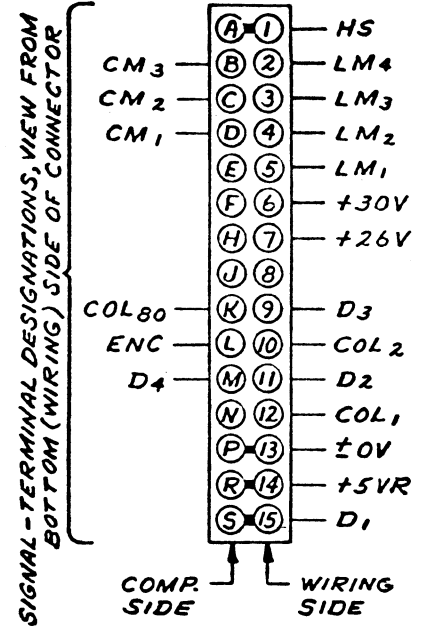 SIGNAL-TERMINAL DESIGNATIONS, VIEW FROM
BOTTOM (WIRING) SIDE OF CONNECTOR
A 1 HS
CM3 B 2 LM4
CM2 C 3 LM3
CM1 D 4 LM2
E 5 LM1
F 6 +30V
H 7 +26V
J 8
COL80 K 9 D3
ENC L 10 COL2
D4 M 11 D2
N 12 COL1
P 13 ±0V
R 14 +5VR
S 15 D1
COMP. SIDE
WIRING SIDE